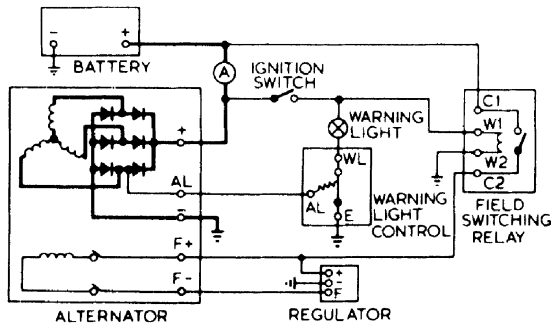 - +
BATTERY
A
IGNITION
SWITCH
C1
W1
W2
C2
FIELD
SWITCHING
RELAY
WARNING
LIGHT
WL
AL
E
WARNING
LIGHT
CONTROL
+
AL
-
F+
F-
ALTERNATOR
+
-
F
REGULATOR